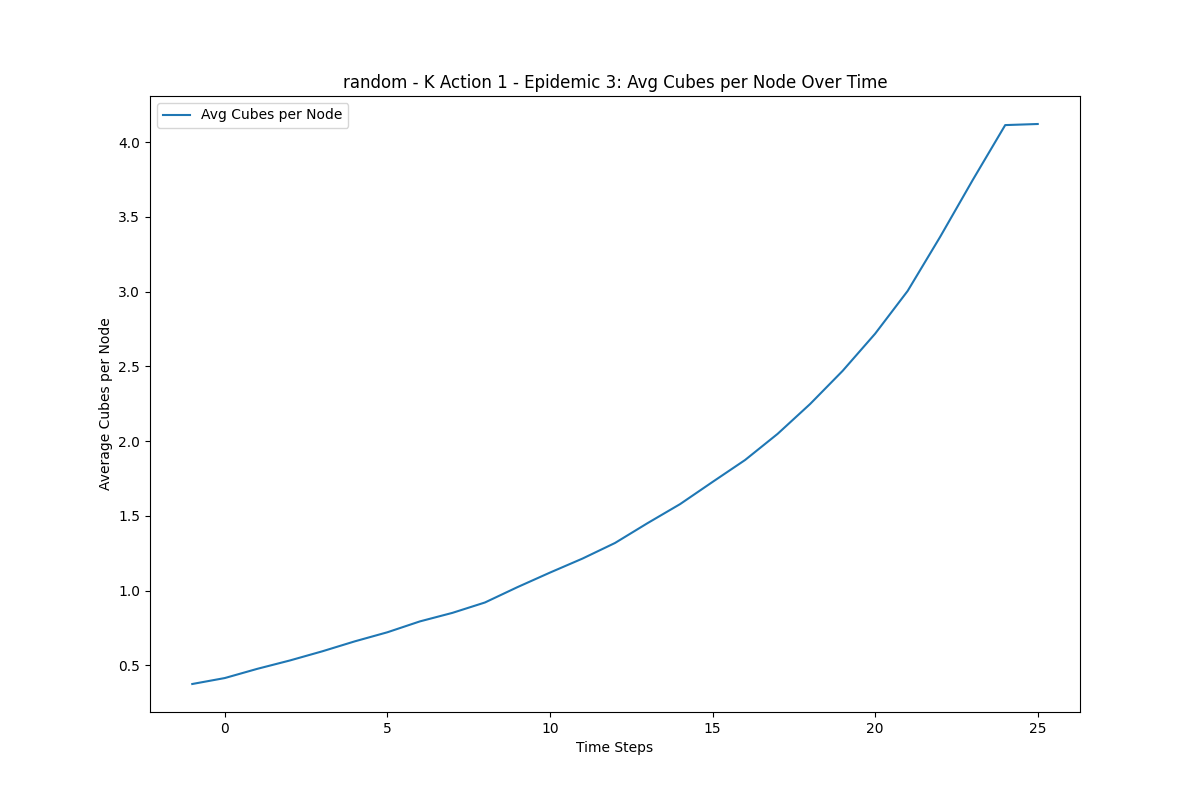 random - K Action 1 - Epidemic 3: Avg Cubes per Node Over Time
Avg Cubes per Node
4.0
3.5
3.0
2.5
2.0
1.5
1.0
0.5
Average Cubes per Node
0 5 10 15 20 25
Time Steps